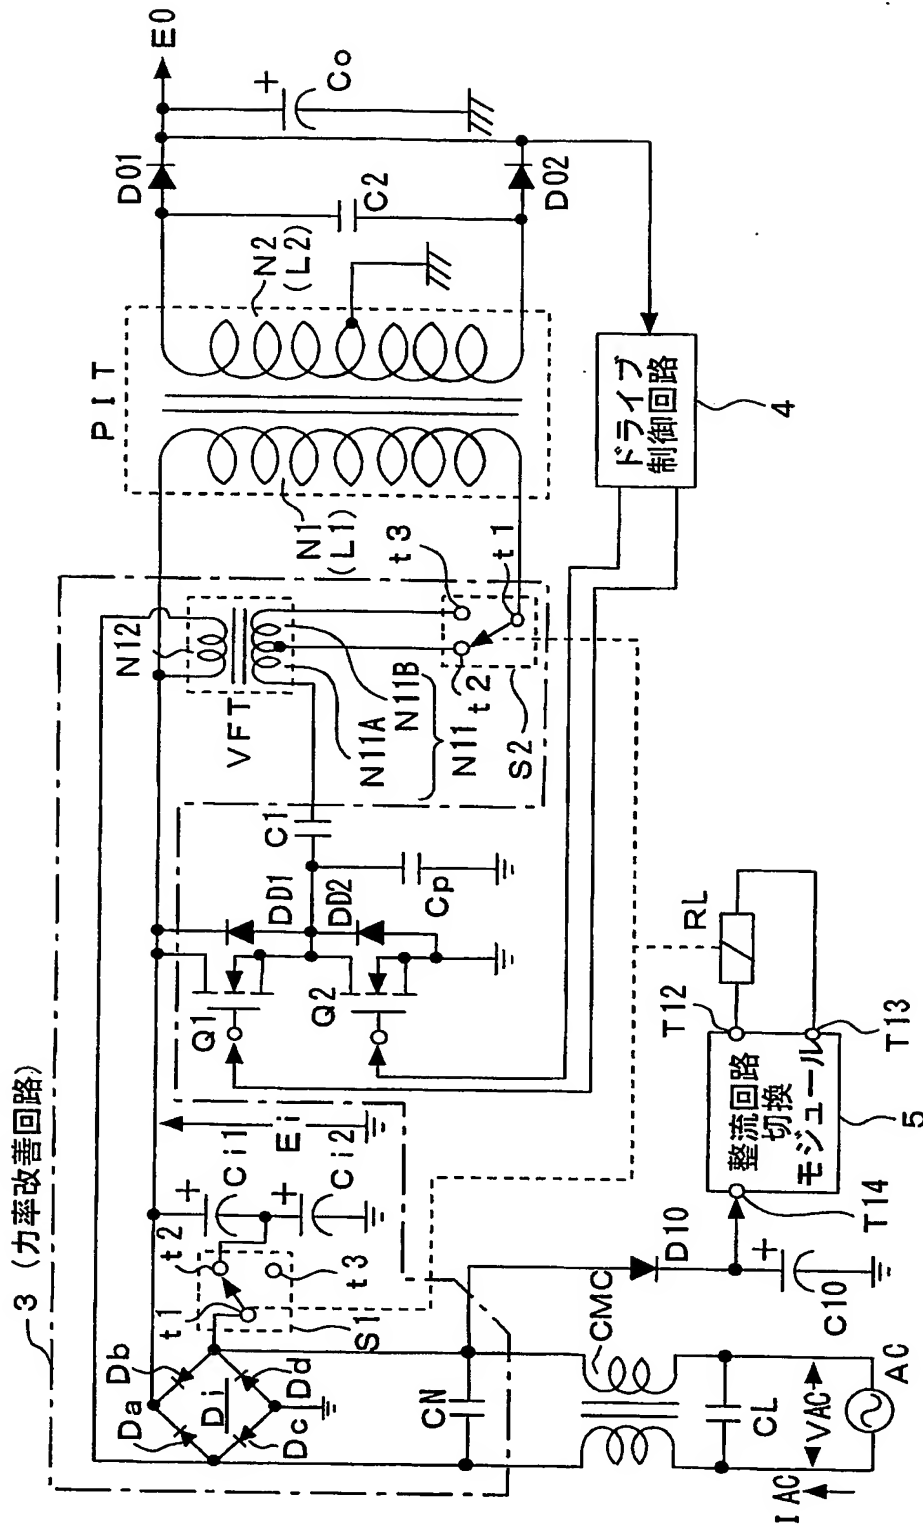 3 (力率改善回路)
Da
Db
Di
Dc
Dd
t1
t2
t3
S1
Ci1
Ci2
Ei
Q1
Q2
DD1
DD2
Cp
C1
VFT
N12
N11A
N11B
N11
t2
S2
t3
t1
N1
(L1)
PIT
N2
(L2)
C2
D01
D02
Co
E0
ドライブ
制御回路
4
CN
CMC
CL
VAC
AC
IAC
D10
C10
T14
整流回路
切換
モジュール
5
T12
T13
RL